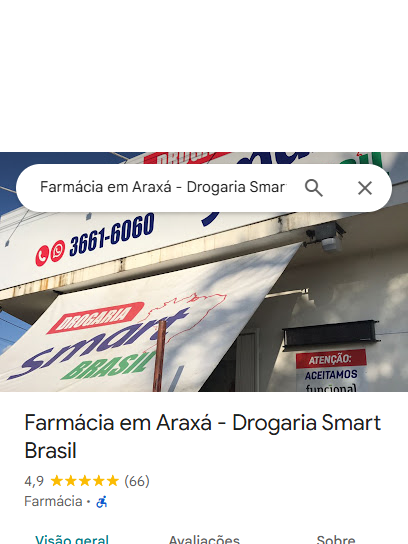 DROGARIA
Farmácia em Araxá - Drogaria Smar
3661-6060
DROGARIA
smart
BRASIL
ATENÇÃO:
ACEITAMOS
funcional
Farmácia em Araxá - Drogaria Smart
Brasil
4,9 (66)
Farmácia ·
Visão geral
Avaliações
Sobre